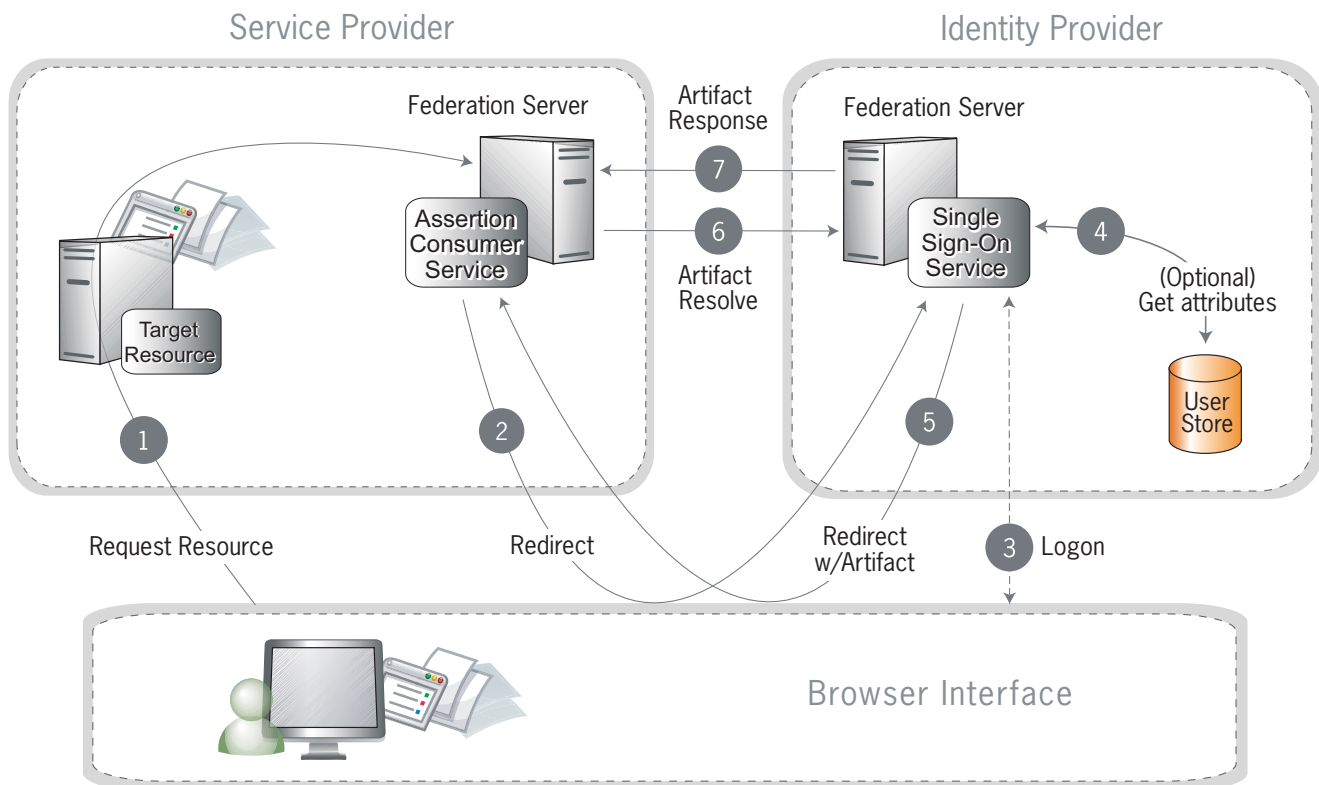 Service Provider
Identity Provider
Federation Server
Artifact
Response
Federation Server
7
Assertion
Consumer
Service
6
Single
Sign-On
Service
4
Artifact
Resolve
(Optional)
Get attributes
Target
Resource
User
Store
1
2
5
Request Resource
Redirect
Redirect
w/Artifact
3
Logon
Browser Interface